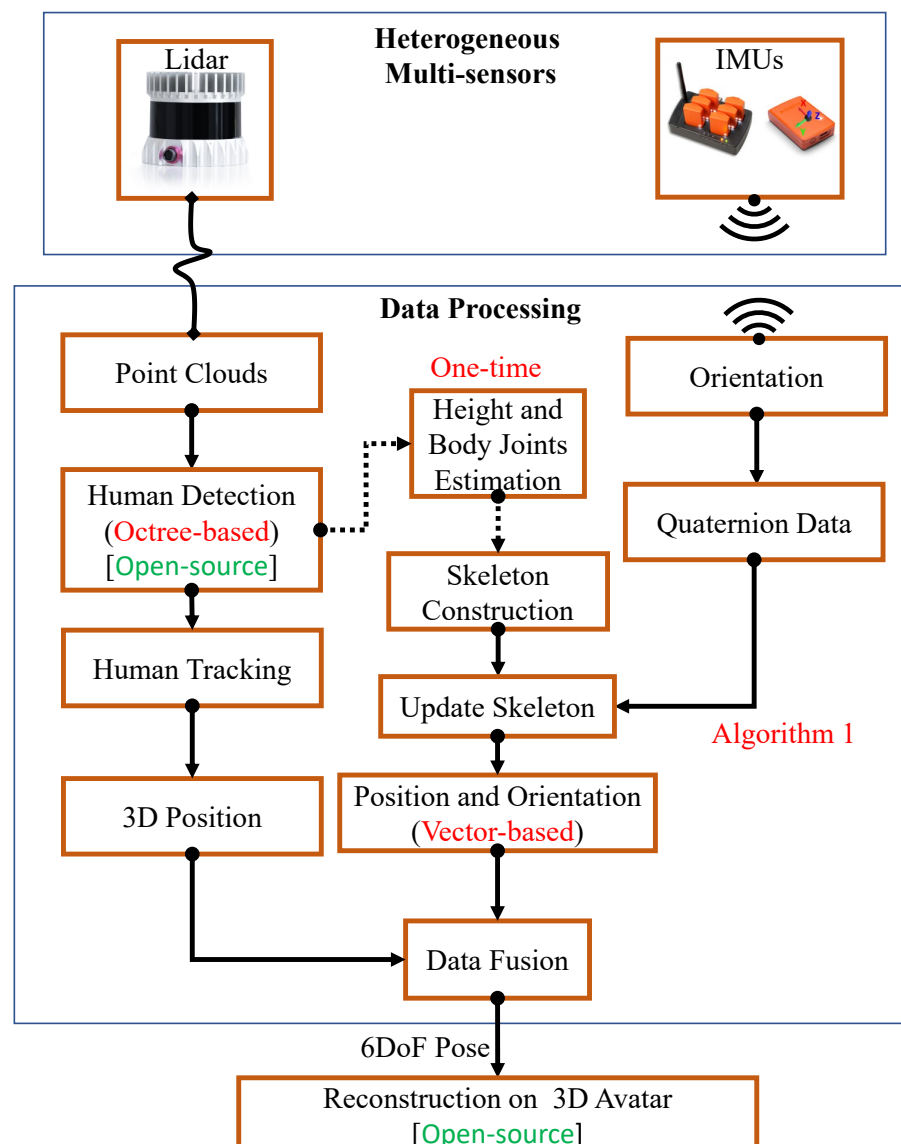 Heterogeneous
Multi-sensors
Lidar
IMUs
Data Processing
Point Clouds
One-time
Height and
Body Joints
Estimation
Orientation
Human Detection
(Octree-based)
[Open-source]
Quaternion Data
Skeleton
Construction
Human Tracking
Update Skeleton
Algorithm 1
3D Position
Position and Orientation
(Vector-based)
Data Fusion
6DoF Pose
Reconstruction on 3D Avatar
[Open-source]